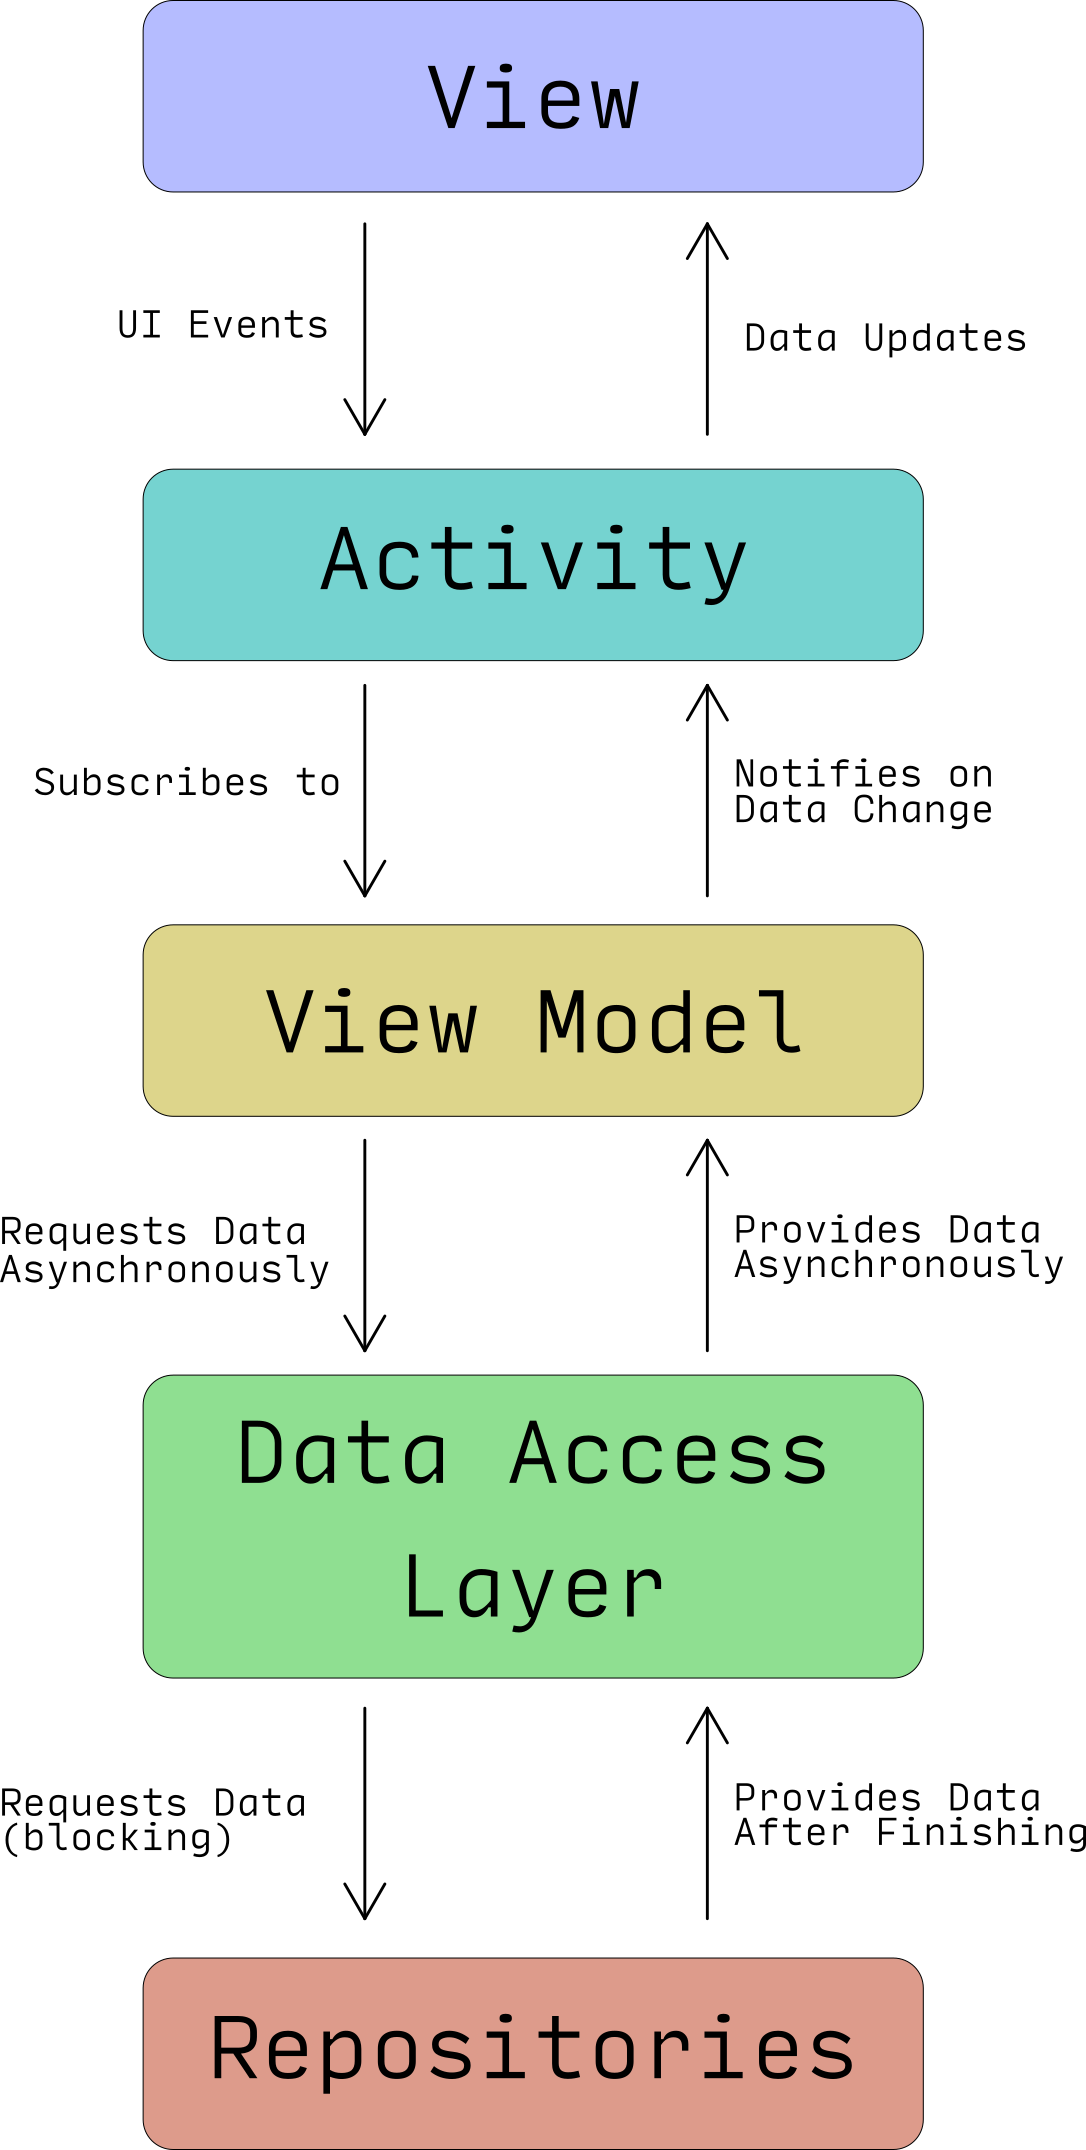 View
UI Events
Data Updates
Activity
Subscribes to
Notifies on
Data Change
View Model
Requests Data
Asynchronously
Provides Data
Asynchronously
Data Access
Layer
Requests Data
(blocking)
Provides Data
After Finishing
Repositories